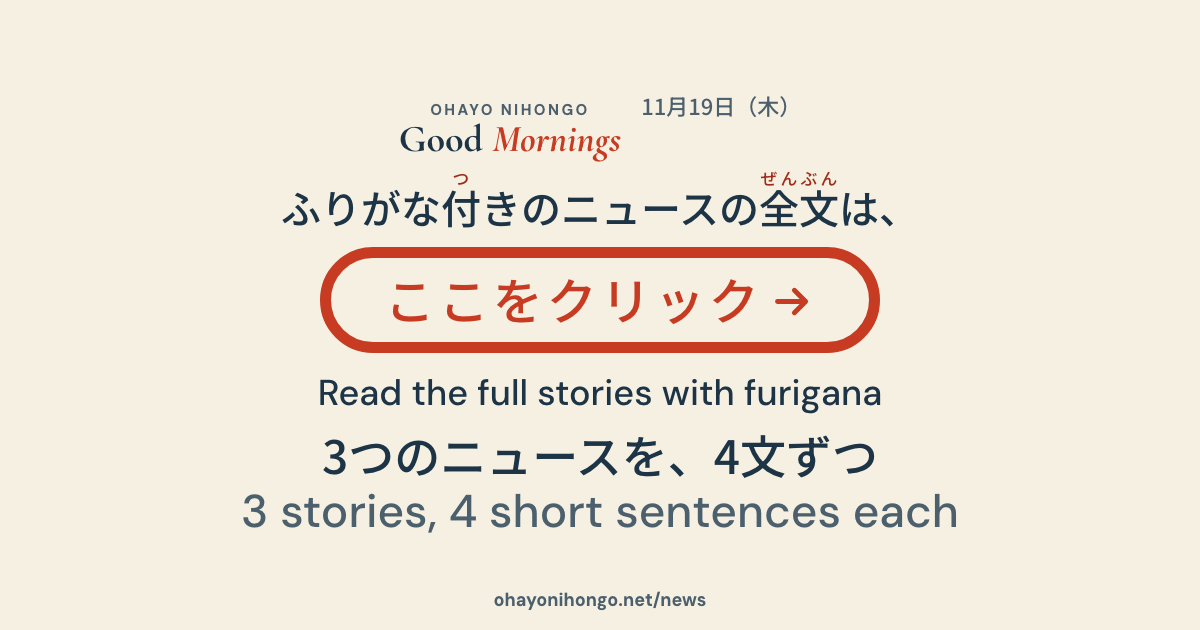 OHAYO NIHONGO
11月19日（木）
Good Mornings
つ ぜんぶん
ふりがな付きのニュースの全文は、
ここをクリック →
Read the full stories with furigana
3つのニュースを、4文ずつ
3 stories, 4 short sentences each
ohayonihongo.net/news